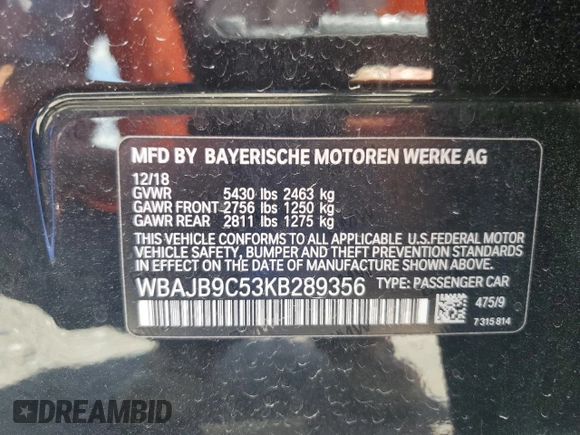 MFD BY BAYERISCHE MOTOREN WERKE AG
12/18
GVWR 5430 lbs 2463 kg
GAWR FRONT 2756 lbs 1250 kg
GAWR REAR 2811 lbs 1275 kg
THIS VEHICLE CONFORMS TO ALL APPLICABLE U.S.FEDERAL MOTOR
VEHICLE SAFETY, BUMPER AND THEFT PREVENTION STANDARDS
IN EFFECT ON THE DATE OF MANUFACTURE SHOWN ABOVE.
WBAJB9C53KB289356 TYPE: PASSENGER CAR
475/9
7 315 814
DREAMBID